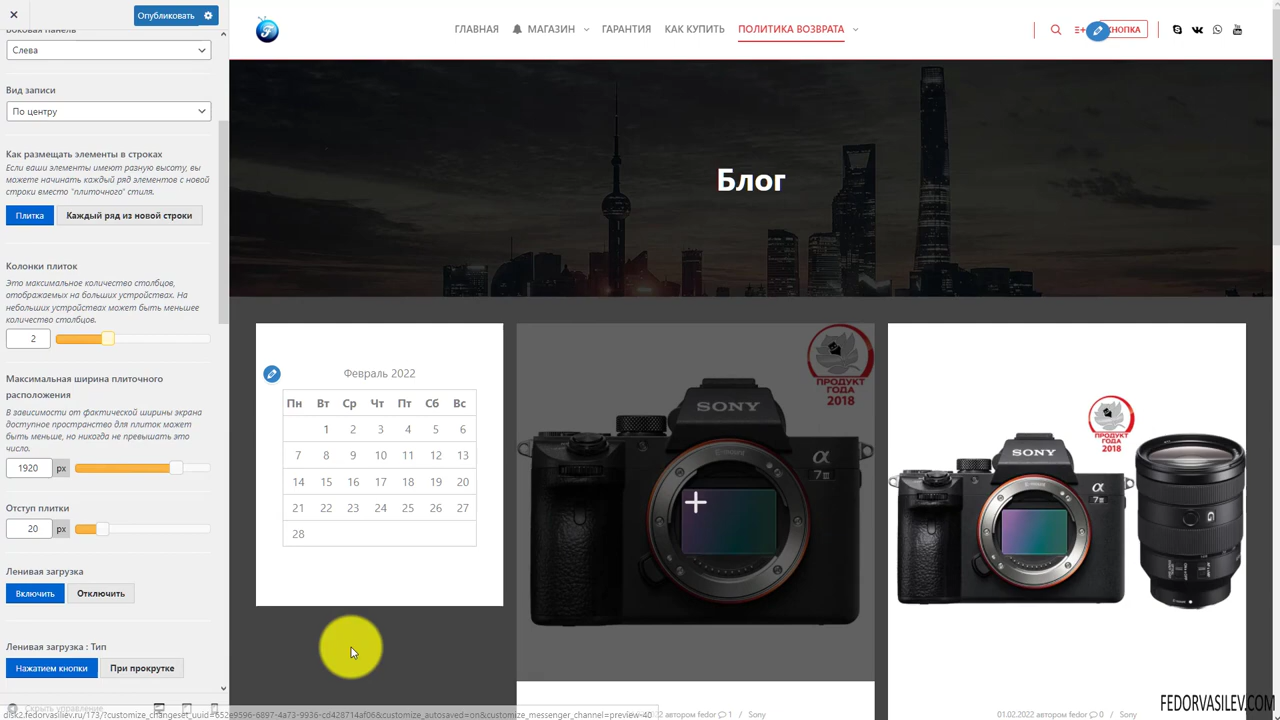 Опубликовать
ГЛАВНАЯ
МАГАЗИН
ГАРАНТИЯ
КАК КУПИТЬ
ПОЛИТИКА ВОЗВРАТА
КНОПКА
Боковая панель
Слева
Вид записи
По центру
Как размещать элементы в строках
Если ваши элементы имеют разную высоту, вы
можете начинать каждый ряд элементов с новой
строки вместо "плиточного" стиля.
Плитка
Каждый ряд из новой строки
Колонки плиток
Это максимальное количество столбцов,
отображаемых на больших устройствах. На
небольших устройствах может быть меньшее
количество столбцов.
2
Максимальная ширина плиточного
расположения
В зависимости от фактической ширины экрана
доступное пространство для плиток может
быть меньше, но никогда не превышать это
число.
1920 px
Отступ плитки
20 px
Ленивая загрузка
Включить
Отключить
Ленивая загрузка : Тип
Нажатием кнопки
При прокрутке
Скрыть управление
Блог
Февраль 2022
Пн Вт Ср Чт Пт Сб Вс
1 2 3 4 5 6
7 8 9 10 11 12 13
14 15 16 17 18 19 20
21 22 23 24 25 26 27
28
ПРОДУКТ
ГОДА
2018
SONY
α
7III
ПРОДУКТ
ГОДА
2018
SONY
α
7III
G
автором fedor 1 / Sony
01.02.2022 автором fedor 0 / Sony
FEDORVASILEV.COM